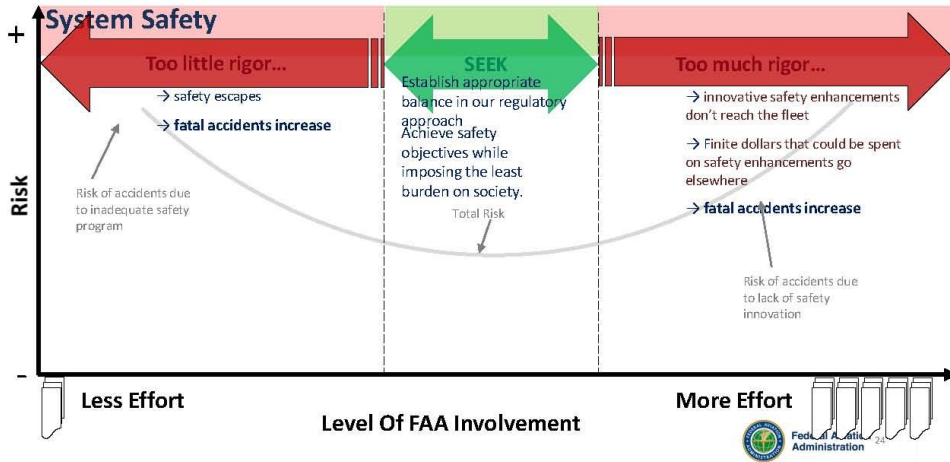 System Safety
+
Too little rigor...
SEEK
Too much rigor...
→ safety escapes
→ fatal accidents increase
Establish appropriate
balance in our regulatory
approach
Achieve safety
objectives while
imposing the least
burden on society.
→ innovative safety enhancements
don't reach the fleet
→ Finite dollars that could be spent
on safety enhancements go
elsewhere
→ fatal accidents increase
Risk
Risk of accidents due
to inadequate safety
program
Total Risk
Risk of accidents due
to lack of safety
innovation
-
Less Effort
Level Of FAA Involvement
More Effort
FEDERAL AVIATION
ADMINISTRATION
Federal Aviation
Administration
24